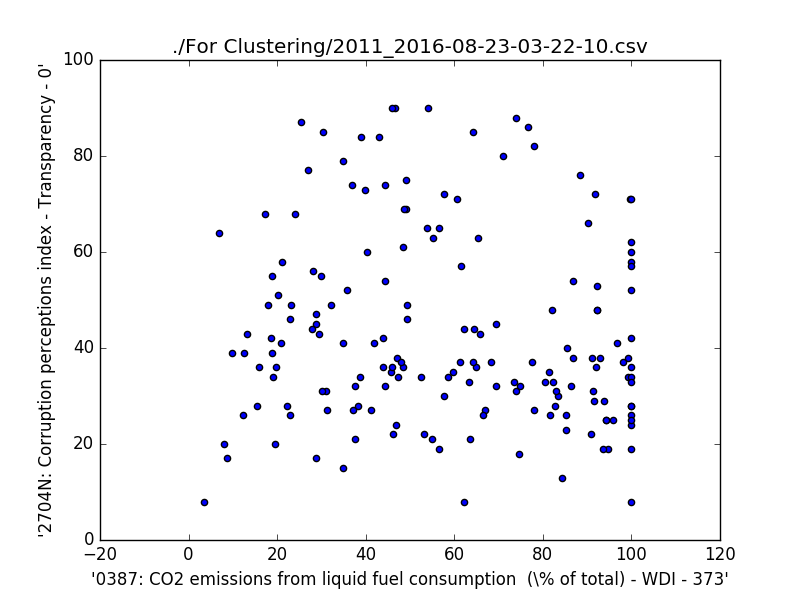 ./For Clustering/2011_2016-08-23-03-22-10.csv
'2704N: Corruption perceptions index - Transparency - 0'
100
80
60
40
20
0
−20 0 20 40 60 80 100 120
'0387: CO2 emissions from liquid fuel consumption  (\% of total) - WDI - 373'